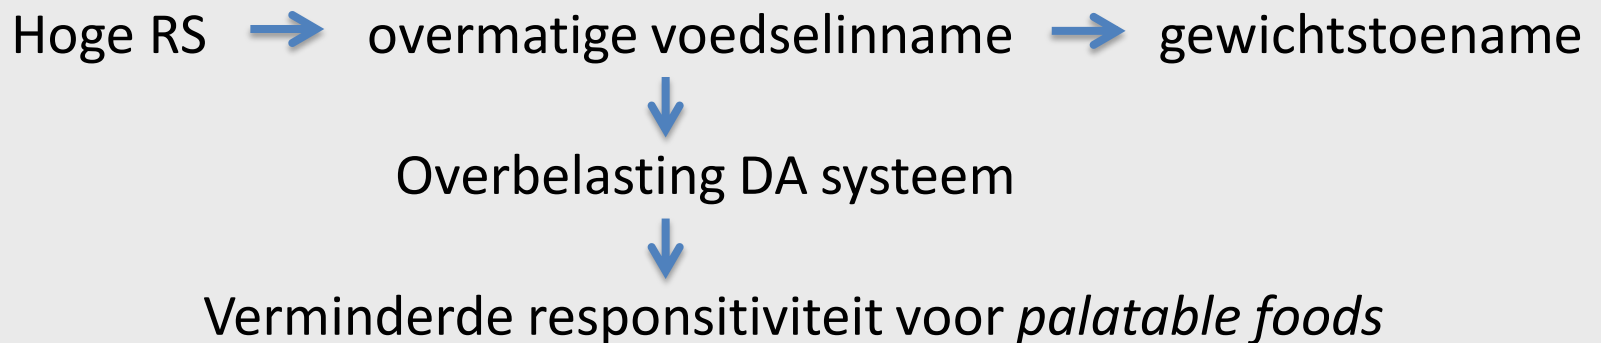 Hoge RS → overmatige voedselinname → gewichtstoename
Overbelasting DA systeem
Verminderde responsitiviteit voor palatable foods